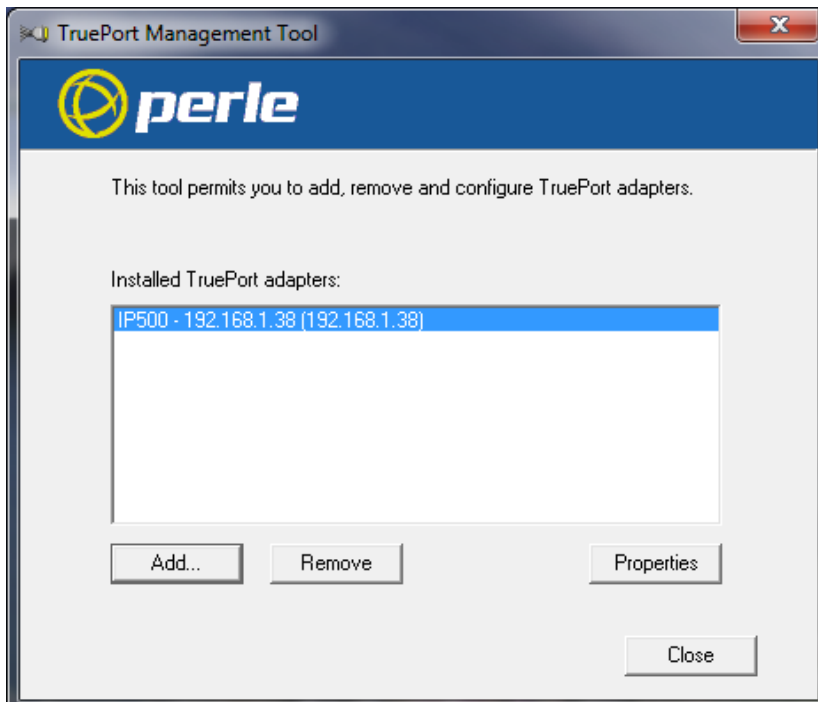 TruePort Management Tool
perle
This tool permits you to add, remove and configure TruePort adapters.
Installed TruePort adapters:
IP500 - 192.168.1.38 (192.168.1.38)
Add... Remove Properties
Close